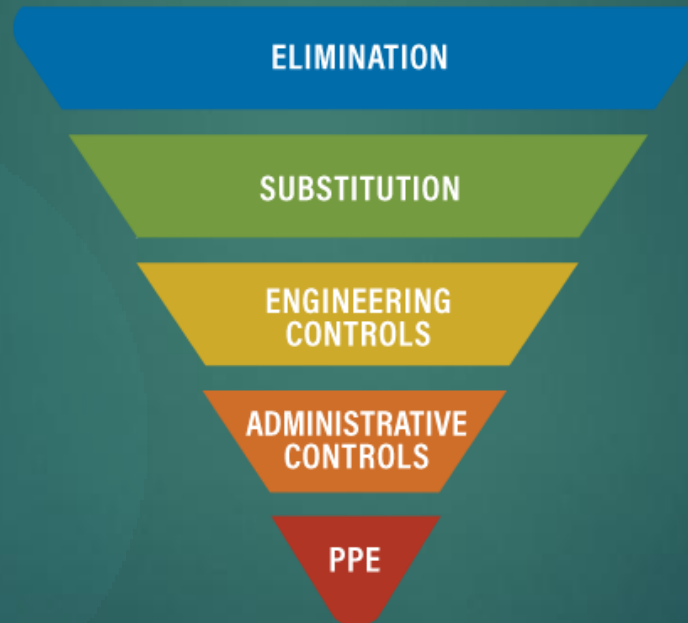 ELIMINATION
SUBSTITUTION
ENGINEERING
CONTROLS
ADMINISTRATIVE
CONTROLS
PPE